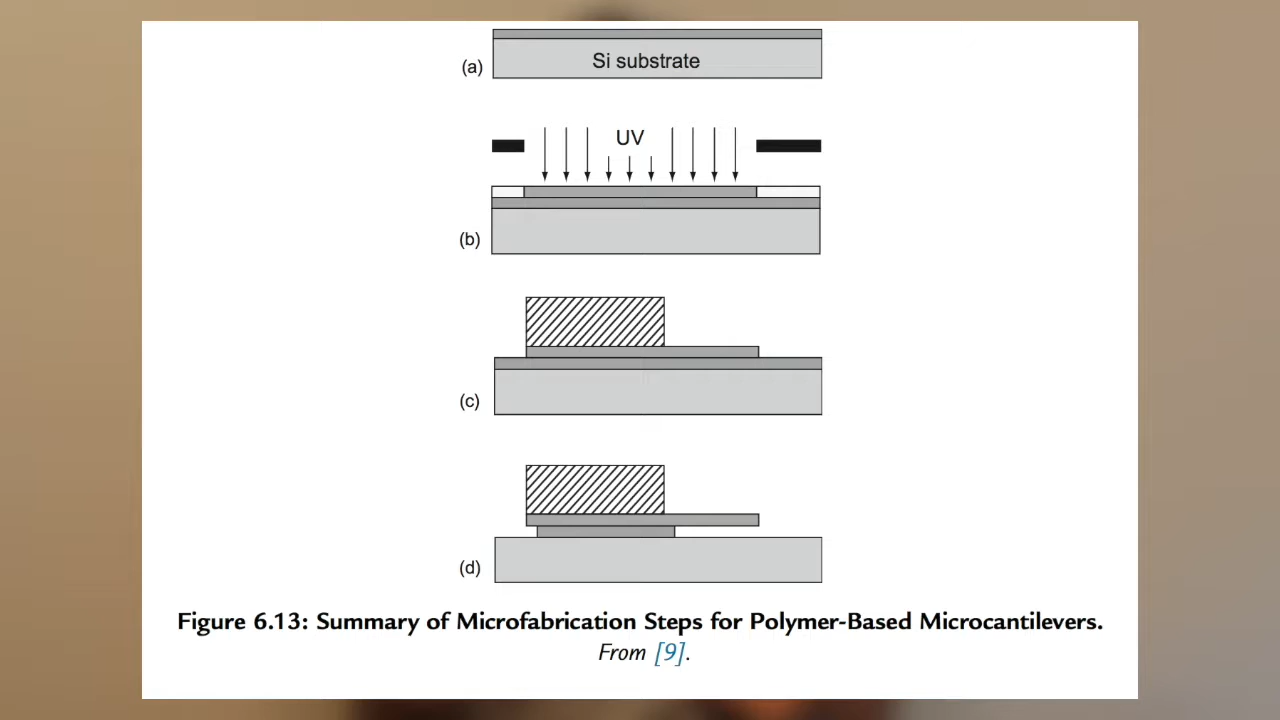 Si substrate
(a)
UV
(b)
(c)
(d)
Figure 6.13: Summary of Microfabrication Steps for Polymer-Based Microcantilevers.
From [9].